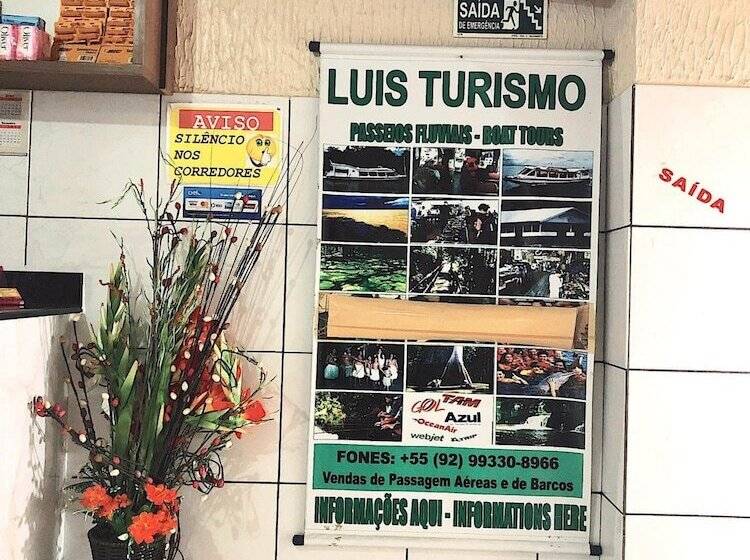 SAÍDA
DE EMERGÊNCIA
LUIS TURISMO
PASSEIOS FLUVIAIS - BOAT TOURS
AVISO
SILÊNCIO
NOS
CORREDORES
SAÍDA
GOL
TAM
Azul
OceanAir
webjet
FONES: +55 (92) 99330-8966
Vendas de Passagem Aéreas e de Barcos
INFORMAÇÕES AQUI - INFORMATIONS HERE